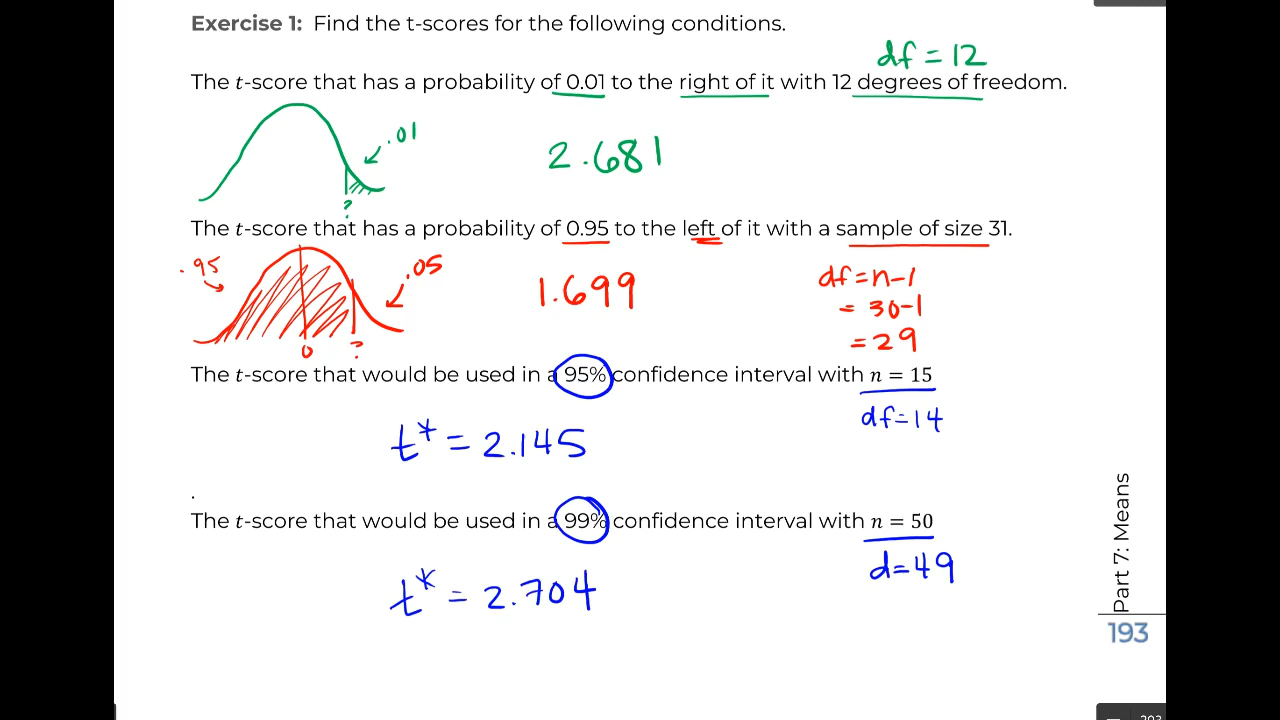 Exercise 1: Find the t-scores for the following conditions.
df = 12
The t-score that has a probability of 0.01 to the right of it with 12 degrees of freedom.
.01
2.681
?
The t-score that has a probability of 0.95 to the left of it with a sample of size 31.
.95
.05
1.699
df=n-1
= 30-1
= 29
0
?
The t-score that would be used in a 95% confidence interval with n = 15
df=14
t* = 2.145
.
The t-score that would be used in a 99% confidence interval with n = 50
d=49
t* = 2.704
Part 7: Means
193